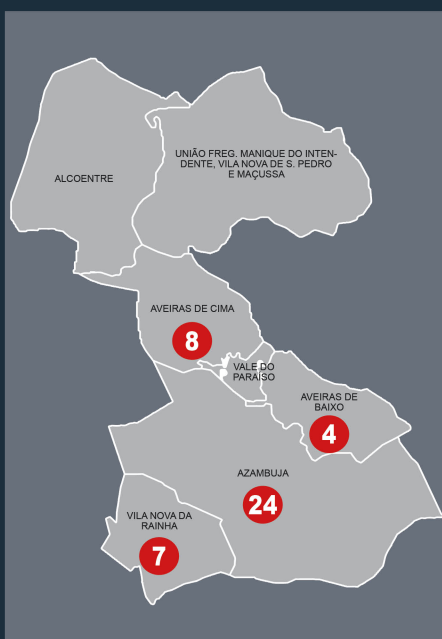 UNIÃO FREG. MANIQUE DO INTEN-
DENTE, VILA NOVA DE S. PEDRO
E MAÇUSSA
ALCOENTRE
AVEIRAS DE CIMA
8
VALE DO
PARAÍSO
AVEIRAS DE
BAIXO
4
AZAMBUJA
24
VILA NOVA DA
RAINHA
7